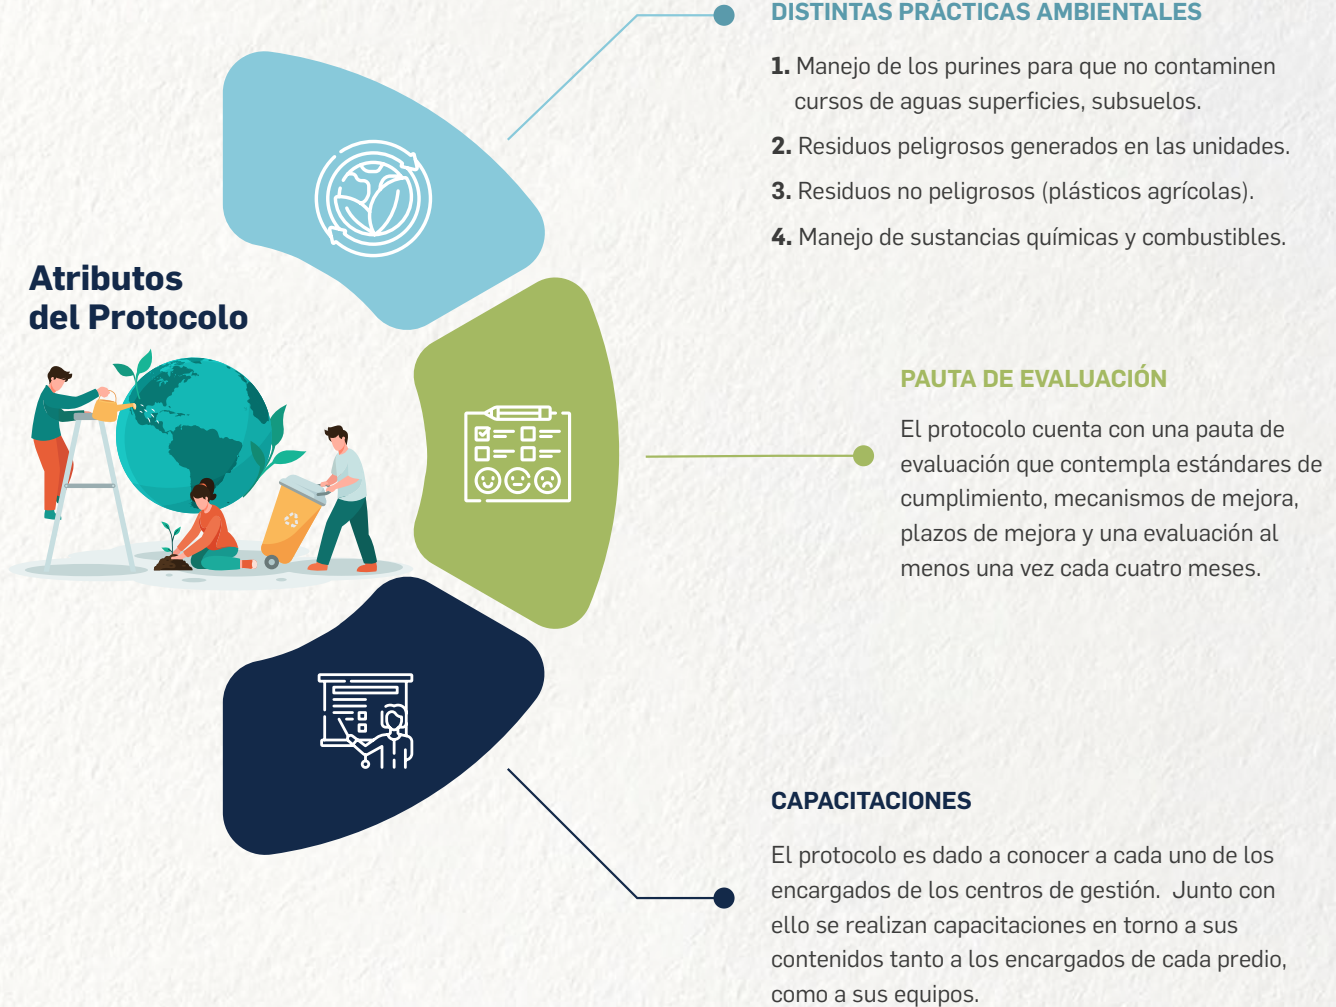 DISTINTAS PRÁCTICAS AMBIENTALES
1. Manejo de los purines para que no contaminen
cursos de aguas superficies, subsuelos.
2. Residuos peligrosos generados en las unidades.
3. Residuos no peligrosos (plásticos agrícolas).
4. Manejo de sustancias químicas y combustibles.
Atributos
del Protocolo
PAUTA DE EVALUACIÓN
El protocolo cuenta con una pauta de
evaluación que contempla estándares de
cumplimiento, mecanismos de mejora,
plazos de mejora y una evaluación al
menos una vez cada cuatro meses.
CAPACITACIONES
El protocolo es dado a conocer a cada uno de los
encargados de los centros de gestión.  Junto con
ello se realizan capacitaciones en torno a sus
contenidos tanto a los encargados de cada predio,
como a sus equipos.